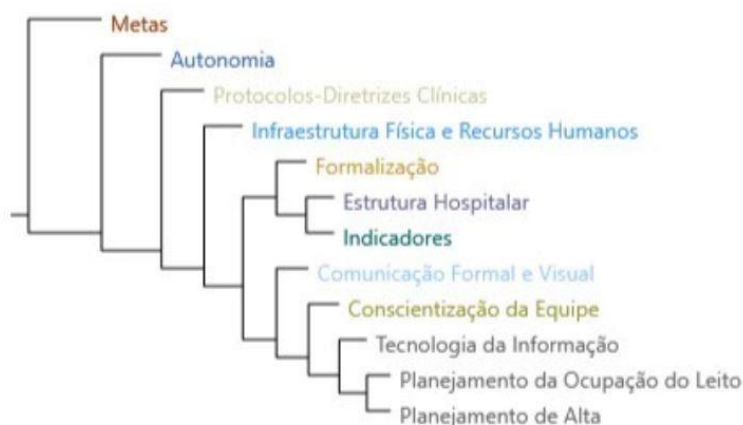 Metas
Autonomia
Protocolos-Diretrizes Clínicas
Infraestrutura Física e Recursos Humanos
Formalização
Estrutura Hospitalar
Indicadores
Comunicação Formal e Visual
Conscientização da Equipe
Tecnologia da Informação
Planejamento da Ocupação do Leito
Planejamento de Alta